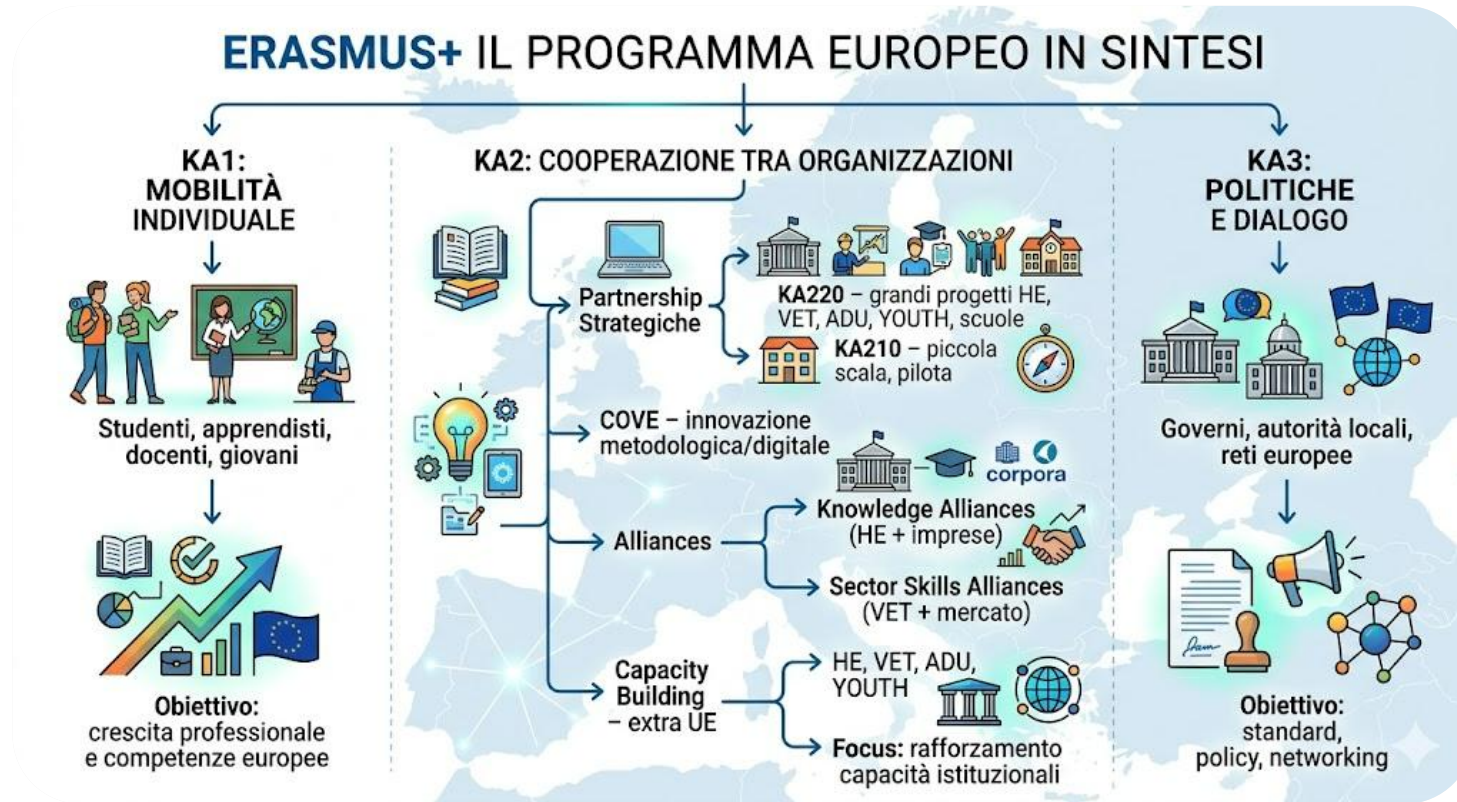 ERASMUS+ IL PROGRAMMA EUROPEO IN SINTESI
KA1:
MOBILITÀ
INDIVIDUALE
Studenti, apprendisti,
docenti, giovani
Obiettivo:
crescita professionale
e competenze europee
KA2: COOPERAZIONE TRA ORGANIZZAZIONI
Partnership
Strategiche
KA220 – grandi progetti HE,
VET, ADU, YOUTH, scuole
KA210 – piccola
scala, pilota
COVE – innovazione
metodologica/digitale
Alliances
corpora
Knowledge Alliances
(HE + imprese)
Sector Skills Alliances
(VET + mercato)
Capacity
Building
– extra UE
HE, VET, ADU,
YOUTH
Focus: rafforzamento
capacità istituzionali
KA3:
POLITICHE
E DIALOGO
Governi, autorità locali,
reti europee
Obiettivo:
standard,
policy, networking